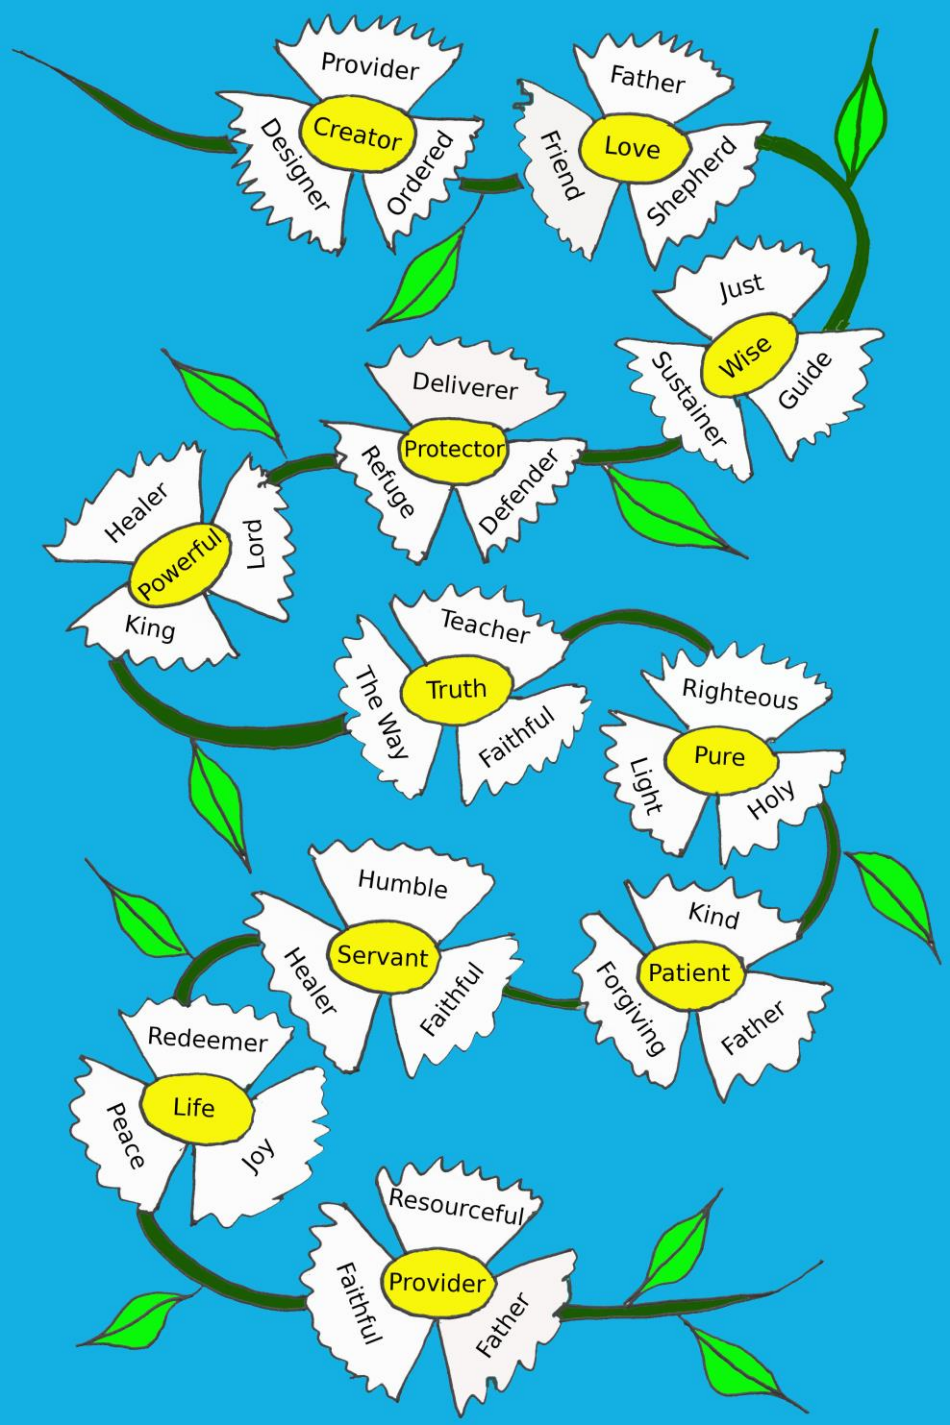 Provider
Creator
Designer
Ordered
Father
Love
Friend
Shepherd
Just
Wise
Sustainer
Guide
Deliverer
Protector
Refuge
Defender
Healer
Powerful
Lord
King
Teacher
Truth
The Way
Faithful
Righteous
Pure
Light
Holy
Kind
Patient
Forgiving
Father
Humble
Servant
Healer
Faithful
Redeemer
Life
Peace
Joy
Resourceful
Provider
Faithful
Father